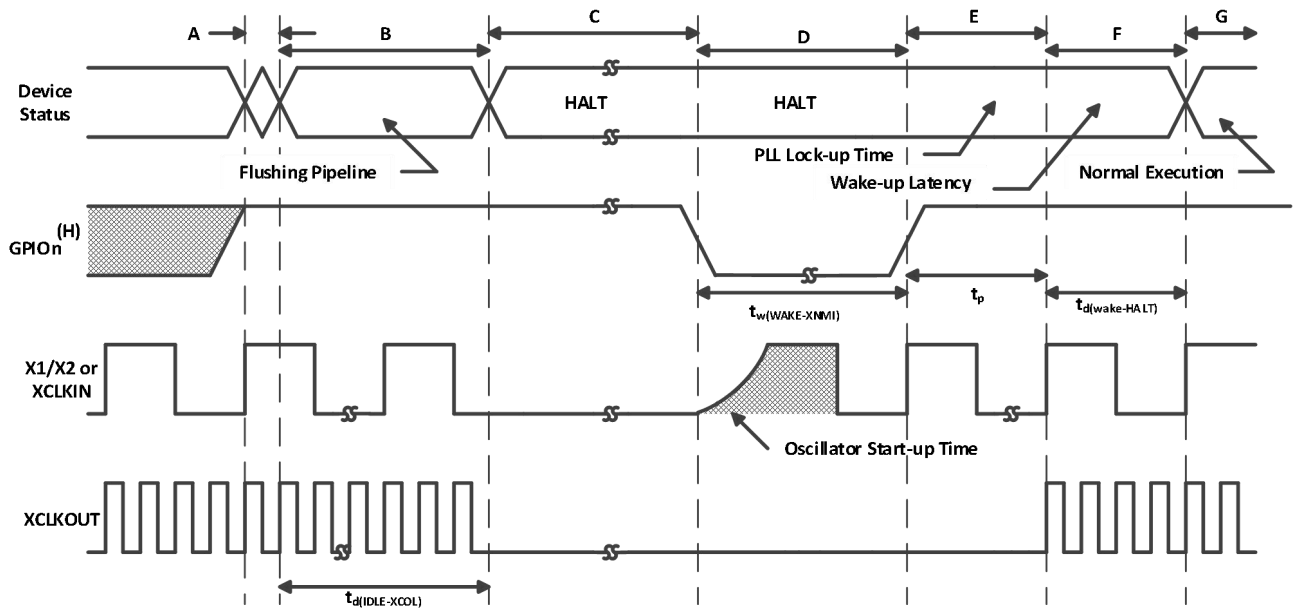 A
B
C
D
E
F
G
Device
Status
HALT
HALT
Flushing Pipeline
PLL Lock-up Time
Wake-up Latency
Normal Execution
GPIOn(H)
tw(WAKE-XNMI)
tp
td(wake-HALT)
X1/X2 or
XCLKIN
Oscillator Start-up Time
XCLKOUT
td(IDLE-XCOL)